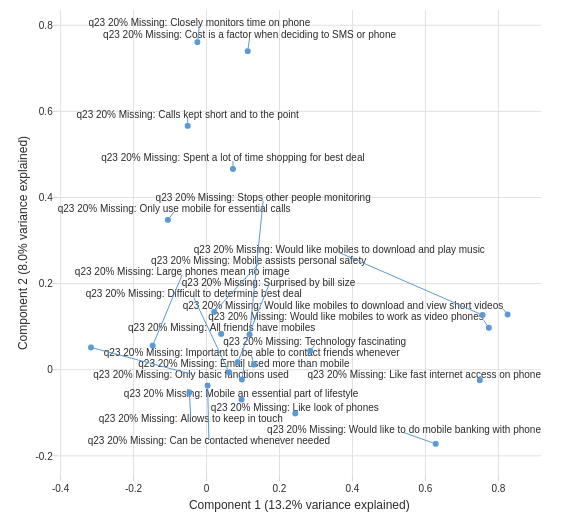 q23 20% Missing: Closely monitors time on phone
q23 20% Missing: Cost is a factor when deciding to SMS or phone
q23 20% Missing: Calls kept short and to the point
q23 20% Missing: Spent a lot of time shopping for best deal
q23 20% Missing: Stops other people monitoring
q23 20% Missing: Only use mobile for essential calls
q23 20% Missing: Would like mobiles to download and play music
q23 20% Missing: Mobile assists personal safety
q23 20% Missing: Large phones mean no image
q23 20% Missing: Surprised by bill size
q23 20% Missing: Difficult to determine best deal
q23 20% Missing: Would like mobiles to download and view short videos
q23 20% Missing: Would like mobiles to work as video phones
q23 20% Missing: All friends have mobiles
q23 20% Missing: Technology fascinating
q23 20% Missing: Important to be able to contact friends whenever
q23 20% Missing: Email used more than mobile
q23 20% Missing: Only basic functions used
q23 20% Missing: Like fast internet access on phone
q23 20% Missing: Mobile an essential part of lifestyle
q23 20% Missing: Like look of phones
q23 20% Missing: Allows to keep in touch
q23 20% Missing: Would like to do mobile banking with phone
q23 20% Missing: Can be contacted whenever needed
0.8
0.6
0.4
0.2
0
-0.2
-0.4
-0.2
0
0.2
0.4
0.6
0.8
Component 1 (13.2% variance explained)
Component 2 (8.0% variance explained)